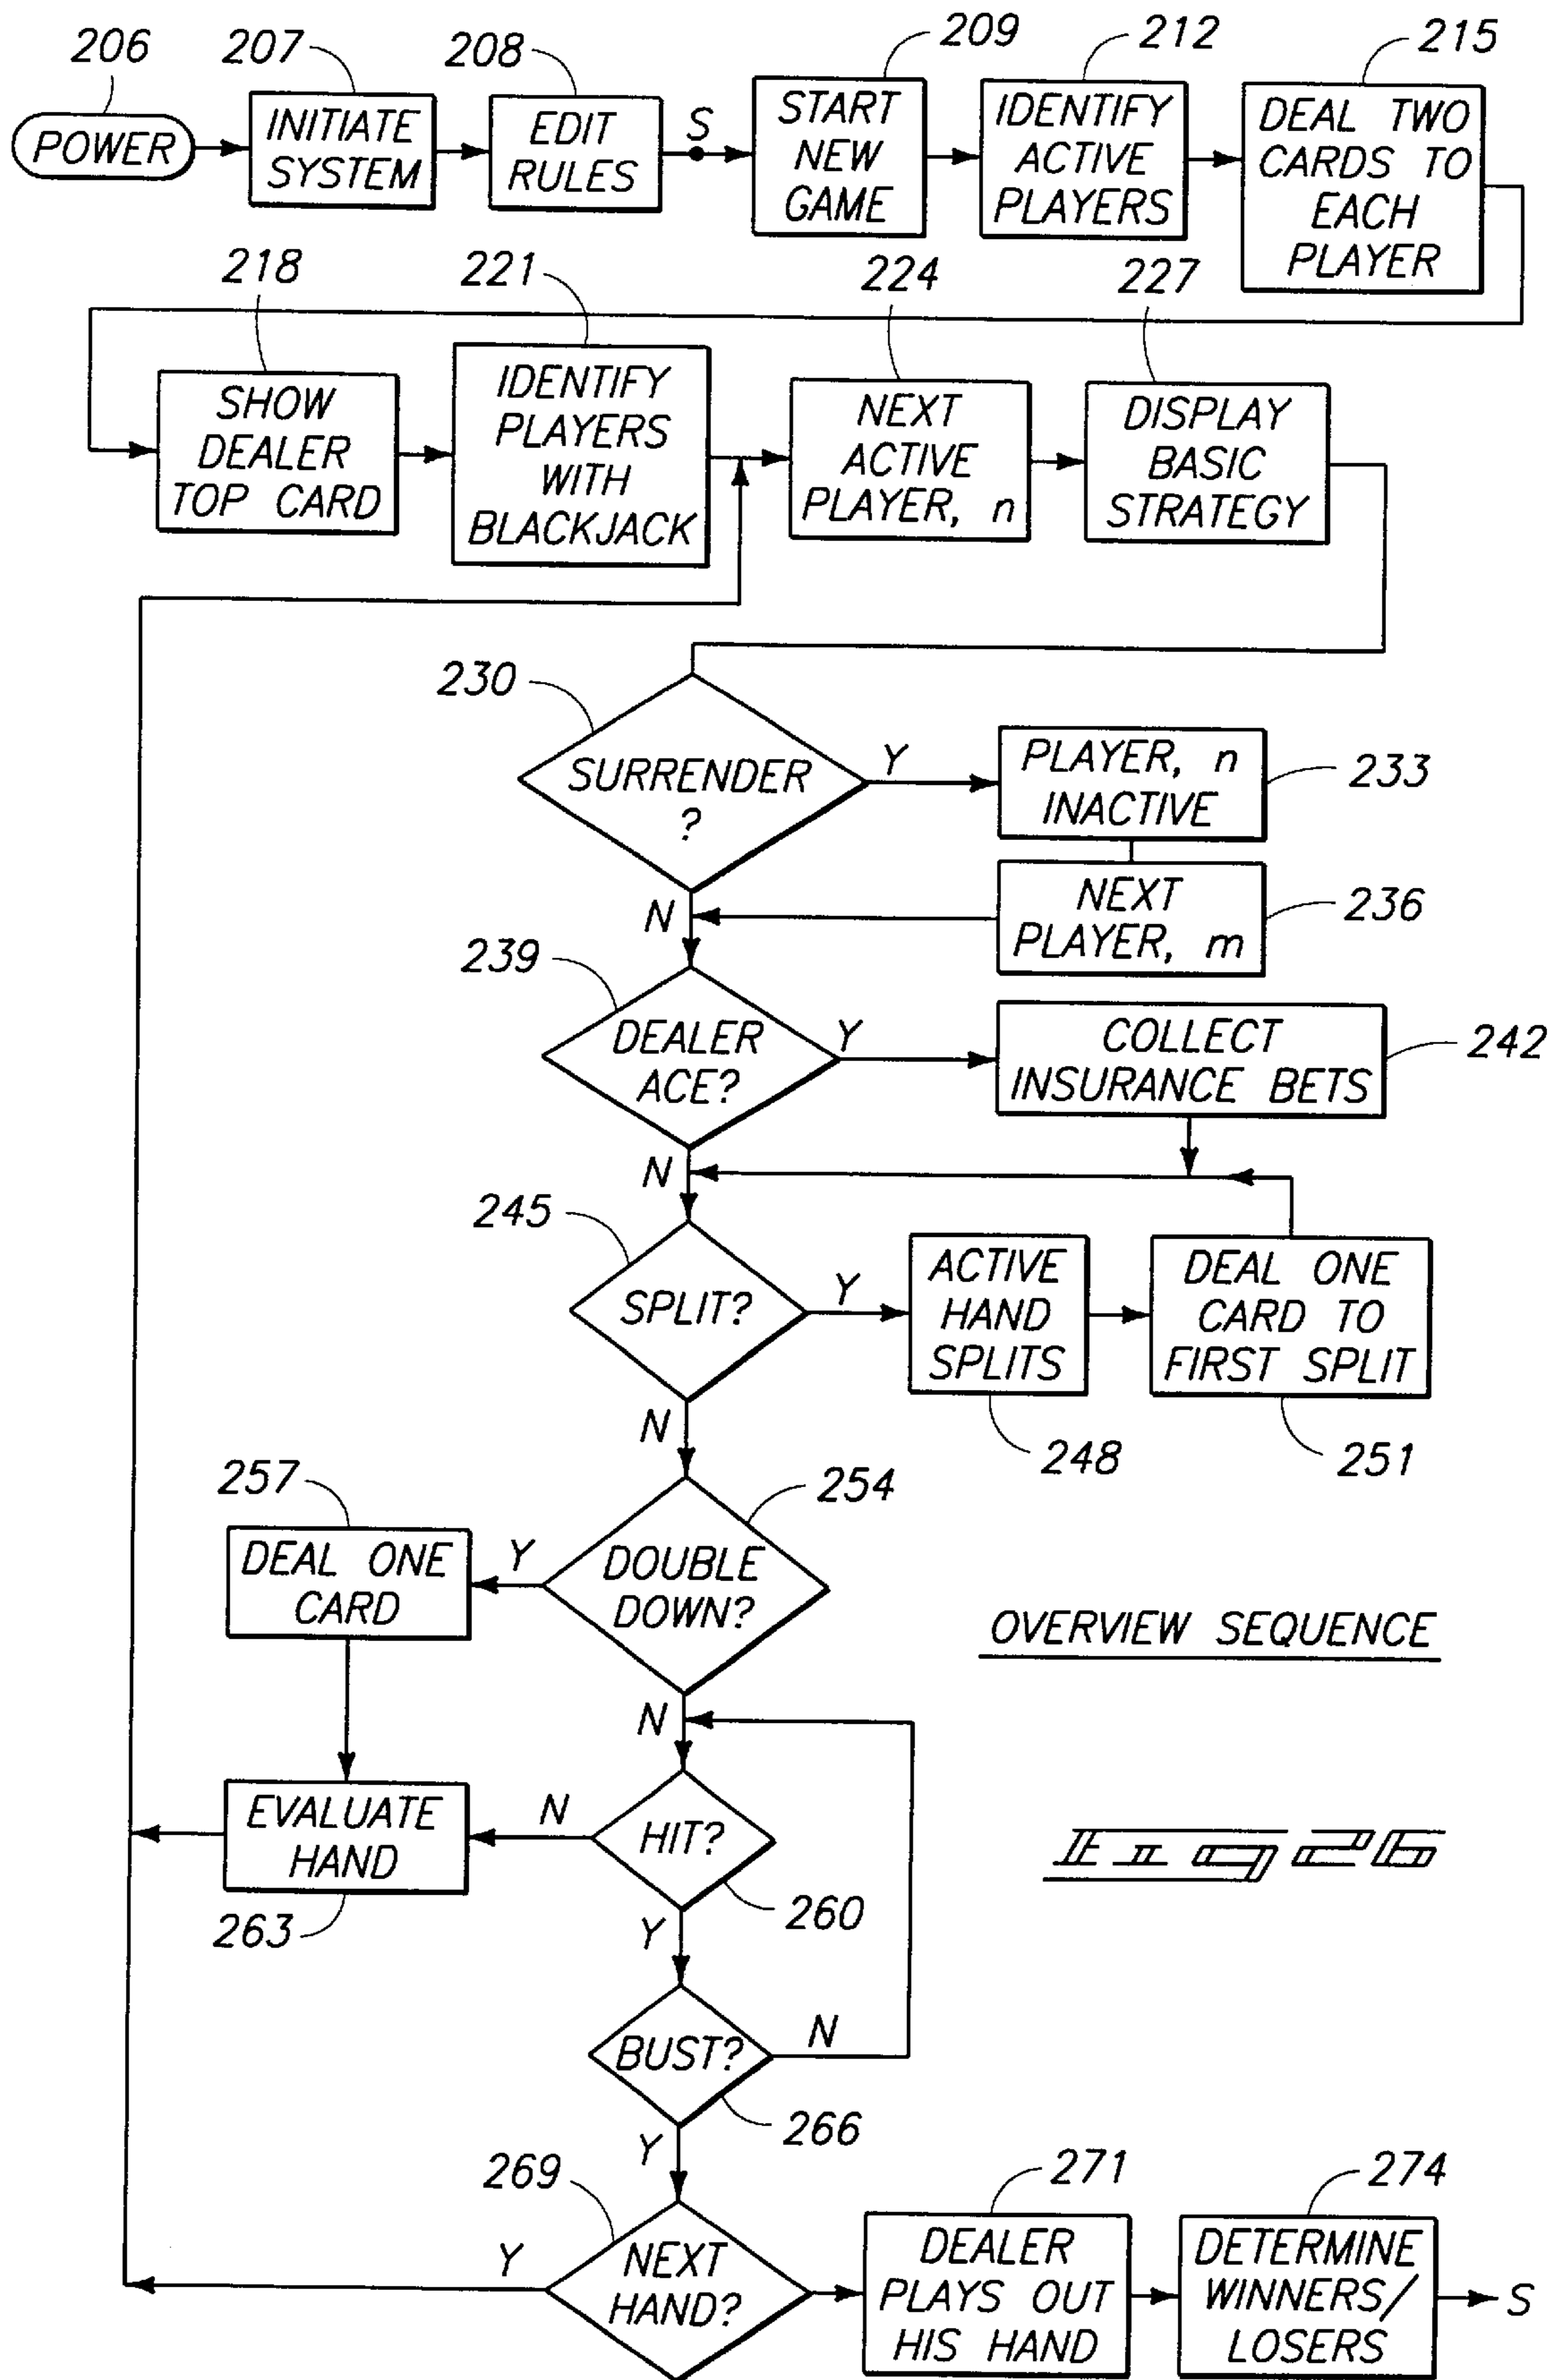 206
207
208
209
212
215
POWER
INITIATE
SYSTEM
EDIT
RULES
S
START
NEW
GAME
IDENTIFY
ACTIVE
PLAYERS
DEAL TWO
CARDS TO
EACH
PLAYER
218
221
224
227
SHOW
DEALER
TOP CARD
IDENTIFY
PLAYERS
WITH
BLACKJACK
NEXT
ACTIVE
PLAYER, n
DISPLAY
BASIC
STRATEGY
230
SURRENDER
?
Y
PLAYER, n
INACTIVE
233
N
NEXT
PLAYER, m
236
239
DEALER
ACE?
Y
COLLECT
INSURANCE BETS
242
N
245
SPLIT?
Y
ACTIVE
HAND
SPLITS
DEAL ONE
CARD TO
FIRST SPLIT
248
251
N
257
254
DEAL ONE
CARD
Y
DOUBLE
DOWN?
OVERVIEW SEQUENCE
N
EVALUATE
HAND
N
HIT?
263
260
Fig 26
Y
BUST?
N
266
Y
269
271
274
Y
NEXT
HAND?
DEALER
PLAYS OUT
HIS HAND
DETERMINE
WINNERS/
LOSERS
S